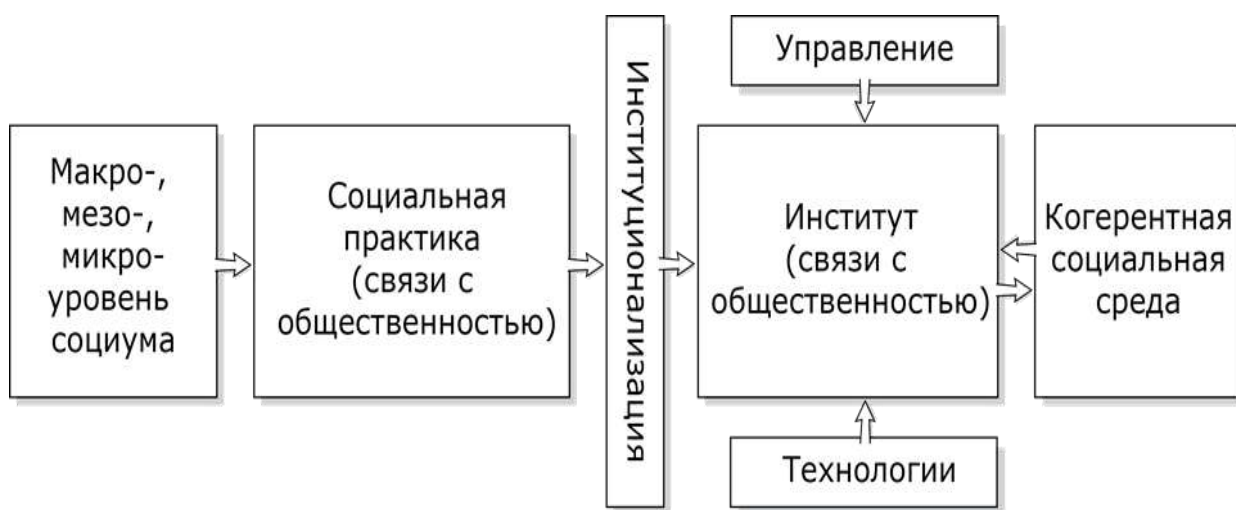 Макро-,
мезо-,
микро-
уровень
социума
Социальная
практика
(связи с
общественностью)
Институционализация
Управление
Институт
(связи с
общественностью)
Технологии
Когерентная
социальная
среда